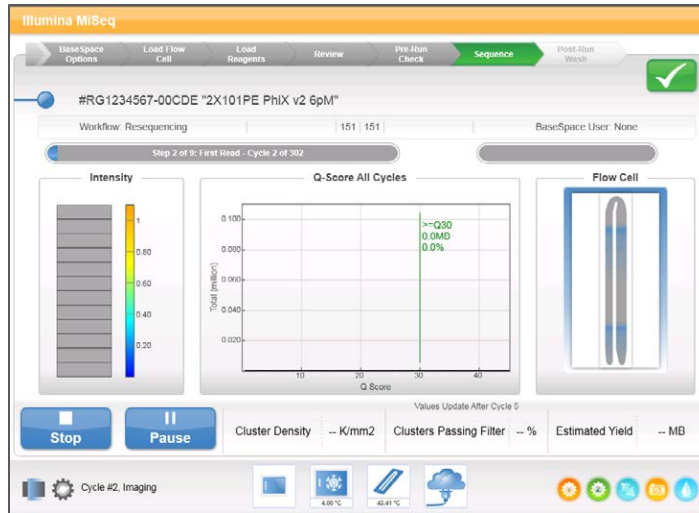 Illumina MiSeq
BaseSpace Options
Load Flow Cell
Load Reagents
Review
Pre-Run Check
Sequence
Post-Run Wash
#RG1234567-00CDE "2X101PE PhIX v2 6pM"
Workflow: Resequencing | 151 | 151 | BaseSpace User: None
Step 2 of 9: First Read - Cycle 2 of 302
Intensity
1
0.80
0.60
0.40
0.20
Q-Score All Cycles
>=Q30
0.0MB
0.0%
Total (million)
0.100
0.080
0.060
0.040
0.020
10 20 30 40
Q Score
Flow Cell
Values Update After Cycle 5
Stop
Pause
Cluster Density -- K/mm2
Clusters Passing Filter -- %
Estimated Yield -- MB
Cycle #2, Imaging
4.00 °C